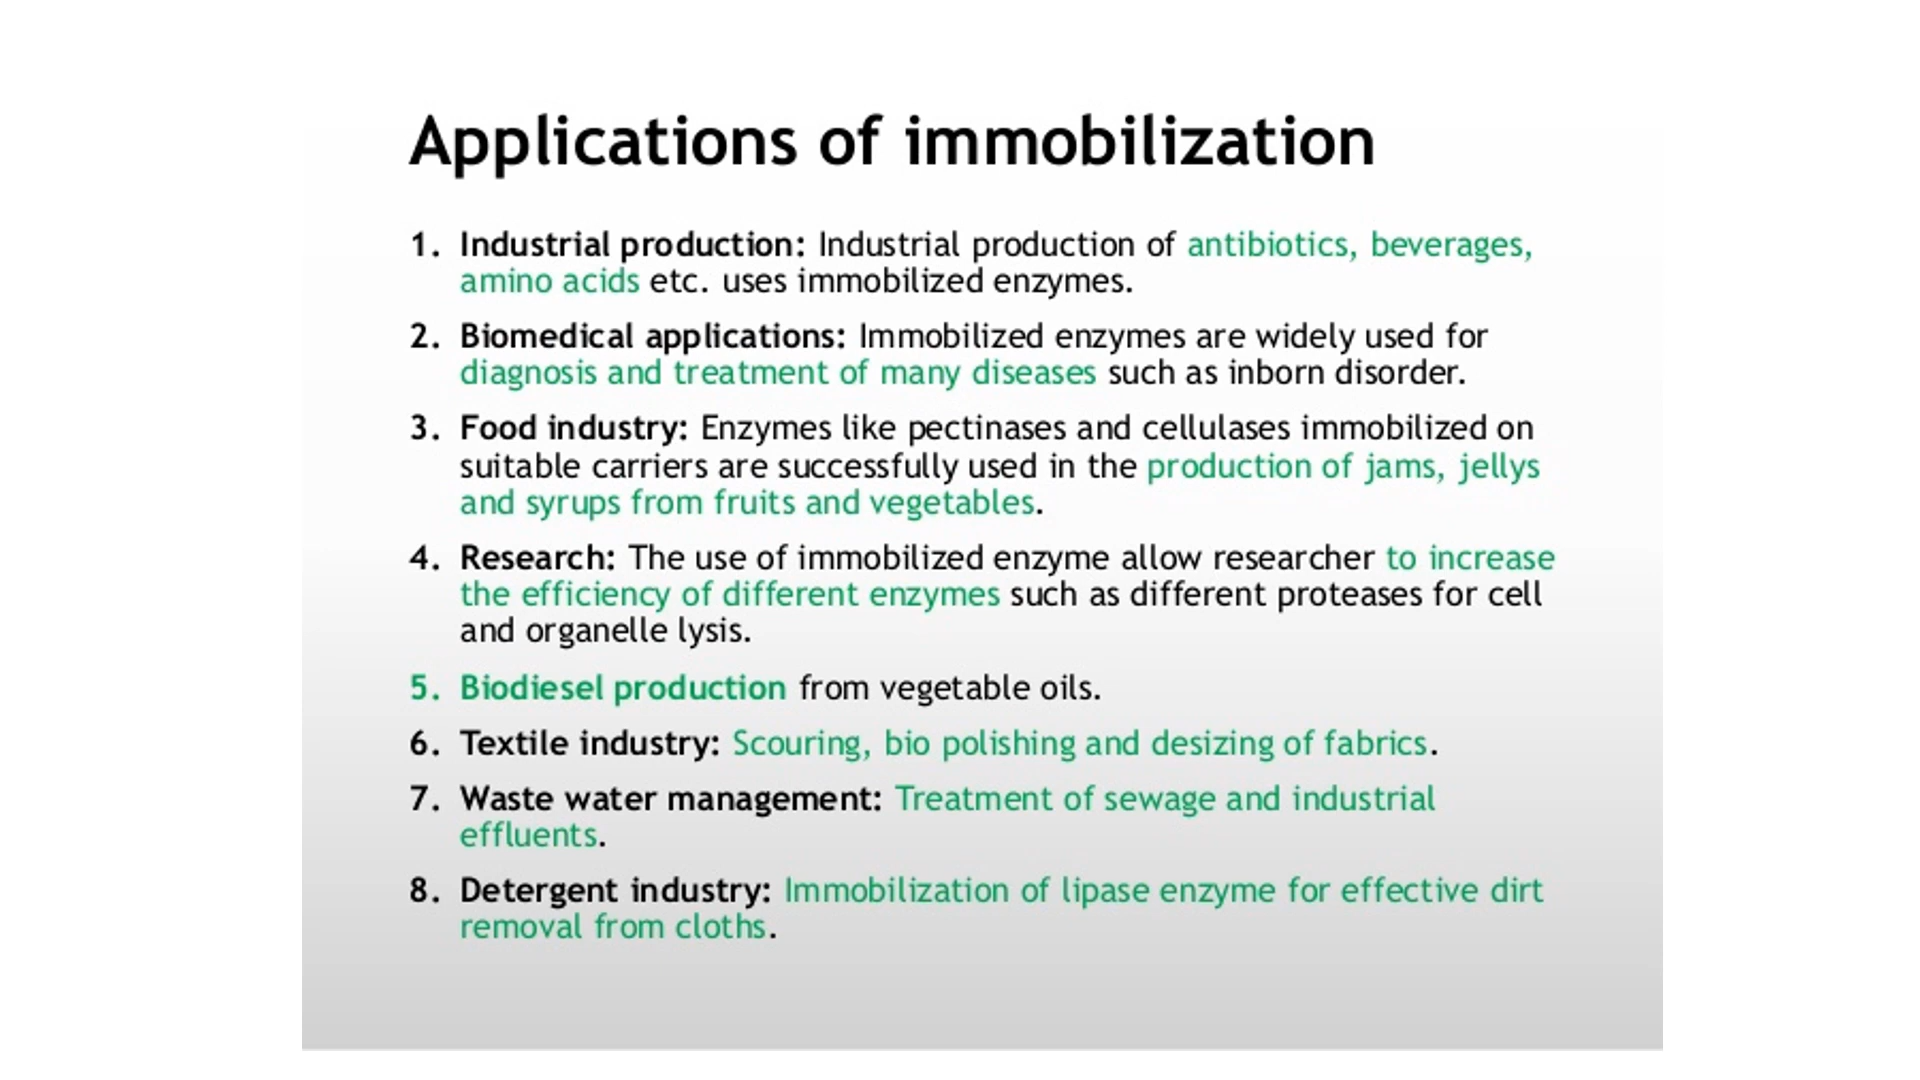 Applications of immobilization
1. Industrial production: Industrial production of antibiotics, beverages,
amino acids etc. uses immobilized enzymes.
2. Biomedical applications: Immobilized enzymes are widely used for
diagnosis and treatment of many diseases such as inborn disorder.
3. Food industry: Enzymes like pectinases and cellulases immobilized on
suitable carriers are successfully used in the production of jams, jellys
and syrups from fruits and vegetables.
4. Research: The use of immobilized enzyme allow researcher to increase
the efficiency of different enzymes such as different proteases for cell
and organelle lysis.
5. Biodiesel production from vegetable oils.
6. Textile industry: Scouring, bio polishing and desizing of fabrics.
7. Waste water management: Treatment of sewage and industrial
effluents.
8. Detergent industry: Immobilization of lipase enzyme for effective dirt
removal from cloths.